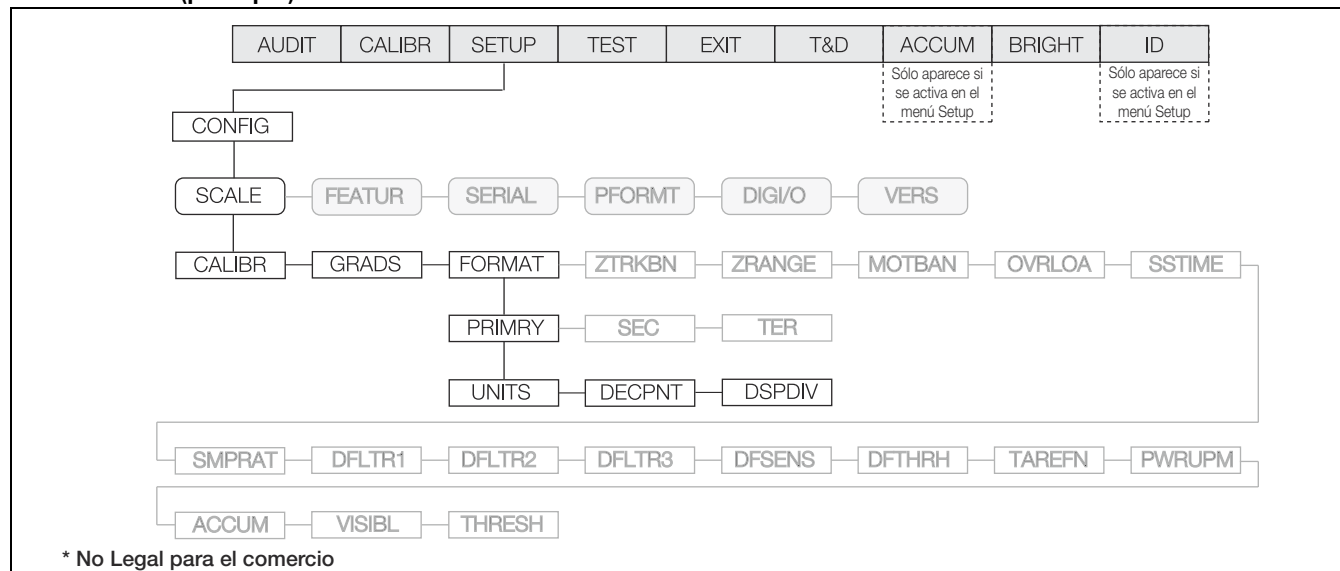 AUDIT CALIBR SETUP TEST EXIT T&D ACCUM BRIGHT ID
Sólo aparece si
se activa en el
menú Setup
Sólo aparece si
se activa en el
menú Setup
CONFIG
SCALE FEATUR SERIAL PFORMT DIGI/O VERS
CALIBR GRADS FORMAT ZTRKBN ZRANGE MOTBAN OVRLOA SSTIME
PRIMRY SEC TER
UNITS DECPNT DSPDIV
SMPRAT DFLTR1 DFLTR2 DFLTR3 DFSENS DFTHRH TAREFN PWRUPM
ACCUM VISIBL THRESH
* No Legal para el comercio